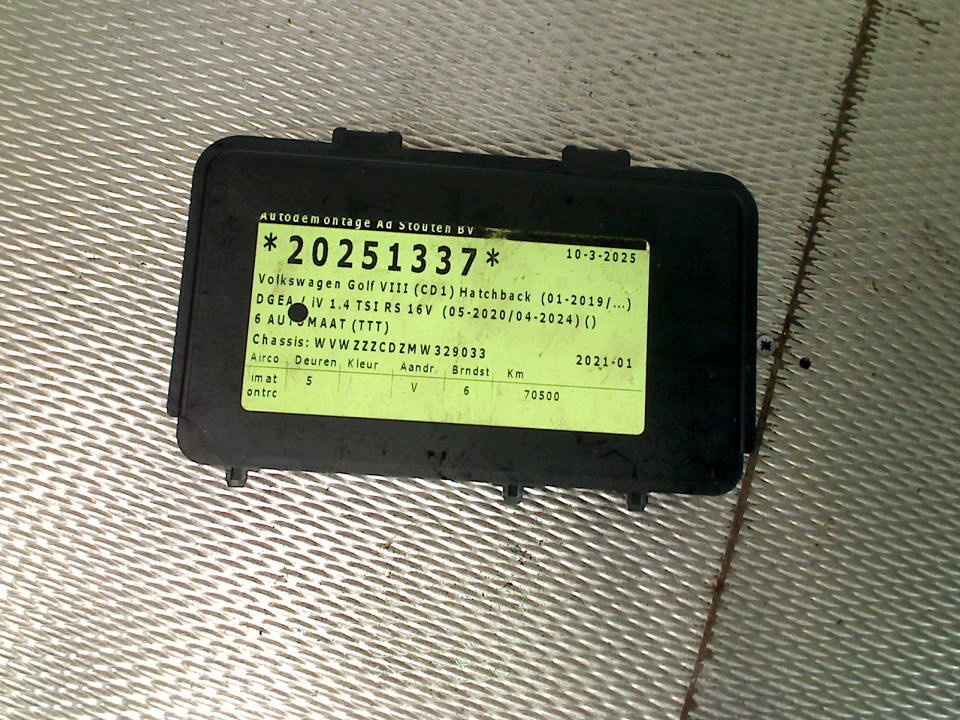 Autodemontage Ad Stouten BV
*20251337* 10-3-2025
Volkswagen Golf VIII (CD1) Hatchback (01-2019/...)
DGEA / iV 1.4 TSI RS 16V (05-2020/04-2024) ()
6 AUTOMAAT (TTT)
Chassis: WVWZZZCDZMW329033 2021-01
Airco Deuren Kleur Aandr. Brndst Km
imat 5 V 6 70500
ontrc